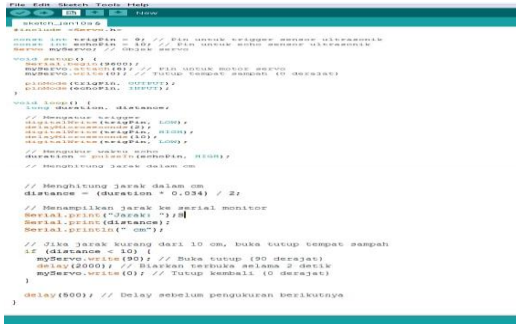 File Edit Sketch Tools Help
New
sketch_jan10a §
#include <Servo.h>
const int trigPin = 9; // Pin untuk trigger sensor ultrasonik
const int echoPin = 10; // Pin untuk echo sensor ultrasonik
Servo myServo; // Objek servo
void setup() {
Serial.begin(9600);
myServo.attach(6); // Pin untuk motor servo
myServo.write(0); // Tutup tempat sampah (0 derajat)
pinMode(trigPin, OUTPUT);
pinMode(echoPin, INPUT);
}
void loop() {
long duration, distance;
// Mengatur trigger
digitalWrite(trigPin, LOW);
delayMicroseconds(2);
digitalWrite(trigPin, HIGH);
delayMicroseconds(10);
digitalWrite(trigPin, LOW);
// Mengukur waktu echo
duration = pulseIn(echoPin, HIGH);
// Menghitung jarak dalam cm
// Menghitung jarak dalam cm
distance = (duration * 0.034) / 2;
// Menampilkan jarak ke serial monitor
Serial.print("Jarak: ");S
Serial.print(distance);
Serial.println(" cm");
// Jika jarak kurang dari 10 cm, buka tutup tempat sampah
if (distance < 10) {
myServo.write(90); // Buka tutup (90 derajat)
delay(2000); // Biarkan terbuka selama 2 detik
myServo.write(0); // Tutup kembali (0 derajat)
}
delay(500); // Delay sebelum pengukuran berikutnya
}